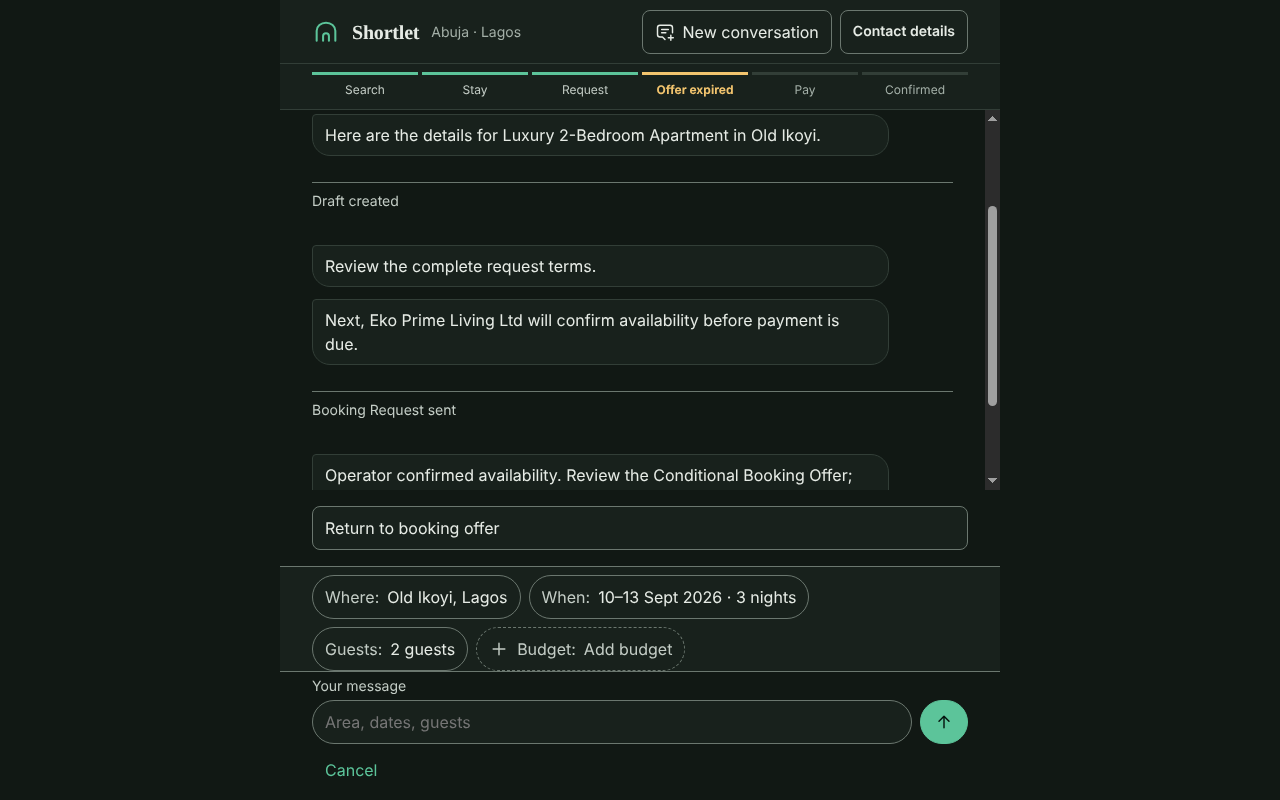 Shortlet
Abuja · Lagos
New conversation
Contact details
Search
Stay
Request
Offer expired
Pay
Confirmed
Here are the details for Luxury 2-Bedroom Apartment in Old Ikoyi.
Draft created
Review the complete request terms.
Next, Eko Prime Living Ltd will confirm availability before payment is
due.
Booking Request sent
Operator confirmed availability. Review the Conditional Booking Offer;
Return to booking offer
Where: Old Ikoyi, Lagos
When: 10–13 Sept 2026 · 3 nights
Guests: 2 guests
Budget: Add budget
Your message
Area, dates, guests
Cancel